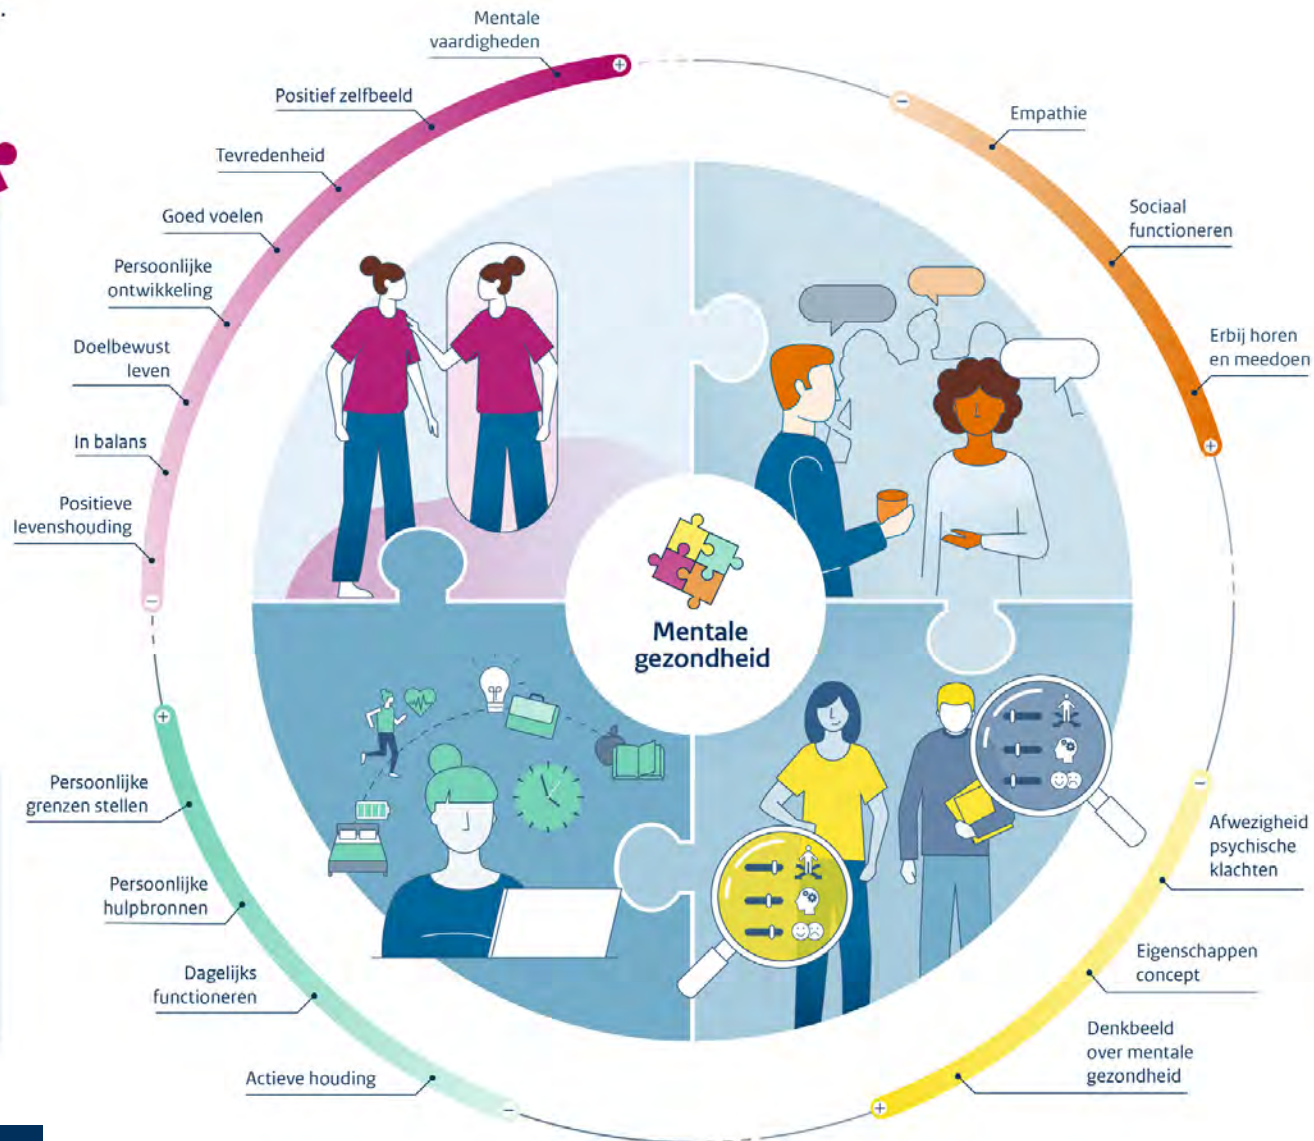 Mentale
vaardigheden
Positief zelfbeeld
Tevredenheid
Goed voelen
Persoonlijke
ontwikkeling
Doelbewust
leven
In balans
Positieve
levenshouding
Empathie
Sociaal
functioneren
Erbij horen
en meedoen
Mentale
gezondheid
Persoonlijke
grenzen stellen
Persoonlijke
hulpbronnen
Dagelijks
functioneren
Actieve houding
Afwezigheid
psychische
klachten
Eigenschappen
concept
Denkbeeld
over mentale
gezondheid